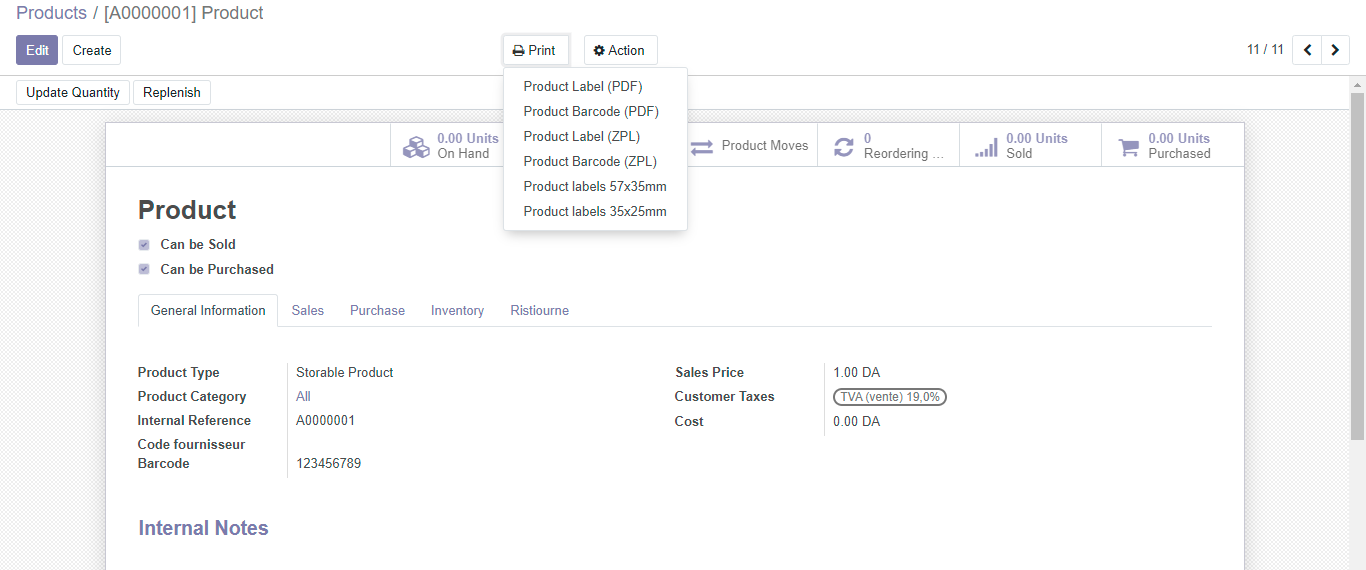 Products / [A0000001] Product
Edit Create Print Action 11 / 11
Update Quantity Replenish
Product Label (PDF)
Product Barcode (PDF)
Product Label (ZPL)
Product Barcode (ZPL)
Product labels 57x35mm
Product labels 35x25mm
0.00 Units
On Hand
Product Moves
0
Reordering ...
0.00 Units
Sold
0.00 Units
Purchased
Product
Can be Sold
Can be Purchased
General Information Sales Purchase Inventory Ristiourne
Product Type Storable Product
Product Category All
Internal Reference A0000001
Code fournisseur
Barcode 123456789
Sales Price 1.00 DA
Customer Taxes TVA (vente) 19,0%
Cost 0.00 DA
Internal Notes